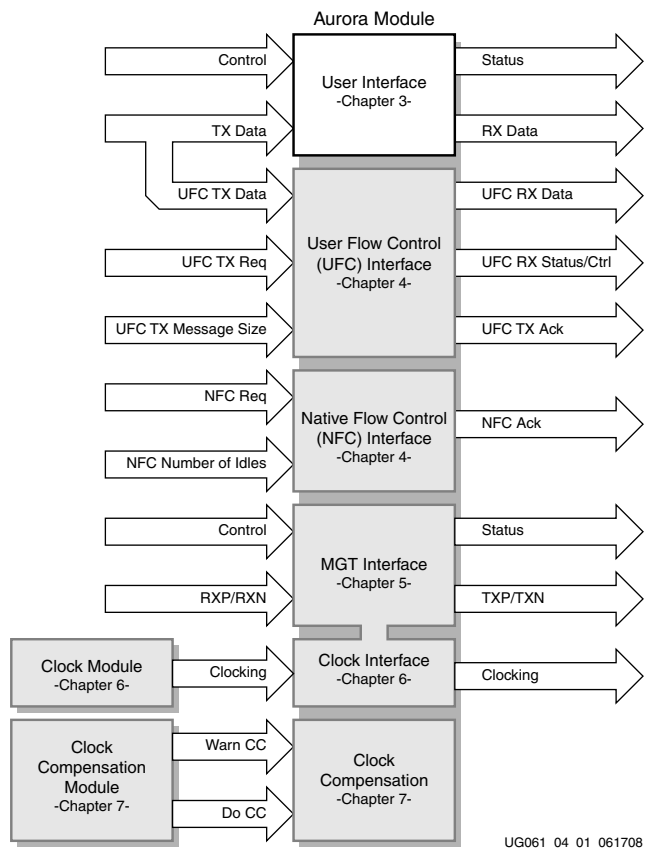 Aurora Module
Control
User Interface
-Chapter 3-
Status
TX Data
RX Data
UFC TX Data
UFC RX Data
UFC TX Req
User Flow Control
(UFC) Interface
-Chapter 4-
UFC RX Status/Ctrl
UFC TX Message Size
UFC TX Ack
NFC Req
Native Flow Control
(NFC) Interface
-Chapter 4-
NFC Ack
NFC Number of Idles
Control
MGT Interface
-Chapter 5-
Status
RXP/RXN
TXP/TXN
Clock Module
-Chapter 6-
Clocking
Clock Interface
-Chapter 6-
Clocking
Clock
Compensation
Module
-Chapter 7-
Warn CC
Do CC
Clock
Compensation
-Chapter 7-
UG061_04_01_061708